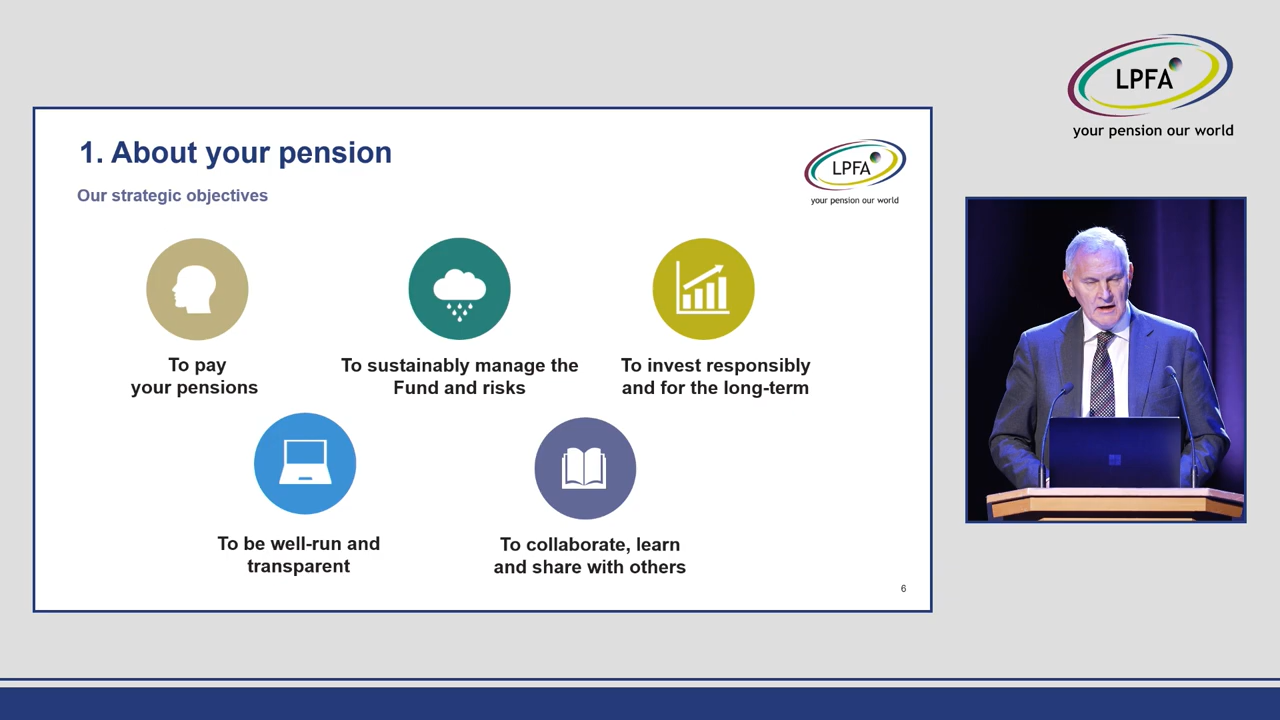 LPFA
your pension our world
1. About your pension
Our strategic objectives
LPFA
your pension our world
To pay
your pensions
To sustainably manage the
Fund and risks
To invest responsibly
and for the long-term
To be well-run and
transparent
To collaborate, learn
and share with others
6